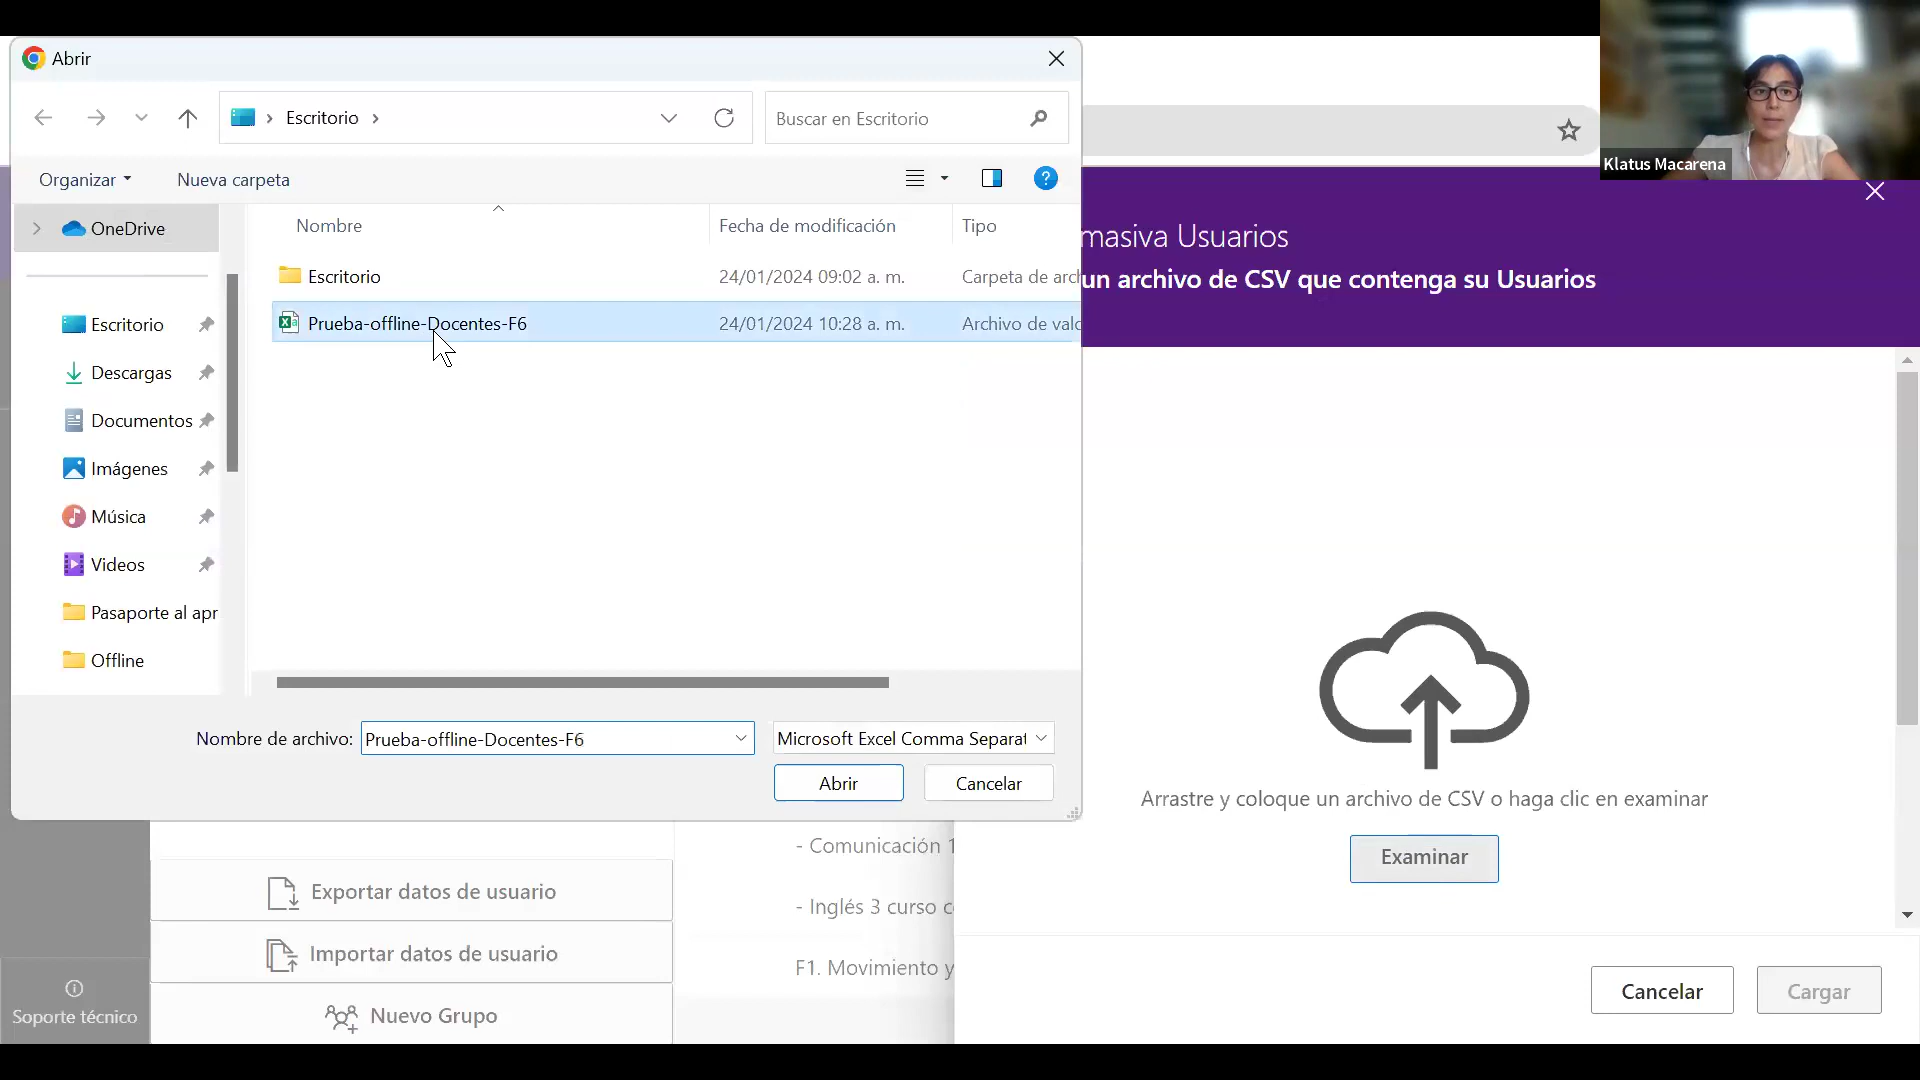 Abrir
Escritorio
Buscar en Escritorio
Klatus Macarena
Organizar
Nueva carpeta
OneDrive
Nombre
Fecha de modificación
Tipo
masiva Usuarios
un archivo de CSV que contenga su Usuarios
Escritorio
24/01/2024 09:02 a. m.
Carpeta de arch
Prueba-offline-Docentes-F6
24/01/2024 10:28 a. m.
Archivo de valo
Escritorio
Descargas
Documentos
Imágenes
Música
Videos
Pasaporte al apr
Offline
Nombre de archivo:
Prueba-offline-Docentes-F6
Microsoft Excel Comma Separat
Abrir
Cancelar
Arrastre y coloque un archivo de CSV o haga clic en examinar
Examinar
- Comunicación 1
Exportar datos de usuario
- Inglés 3 curso c
Importar datos de usuario
F1. Movimiento y
Nuevo Grupo
Soporte técnico
Cancelar
Cargar